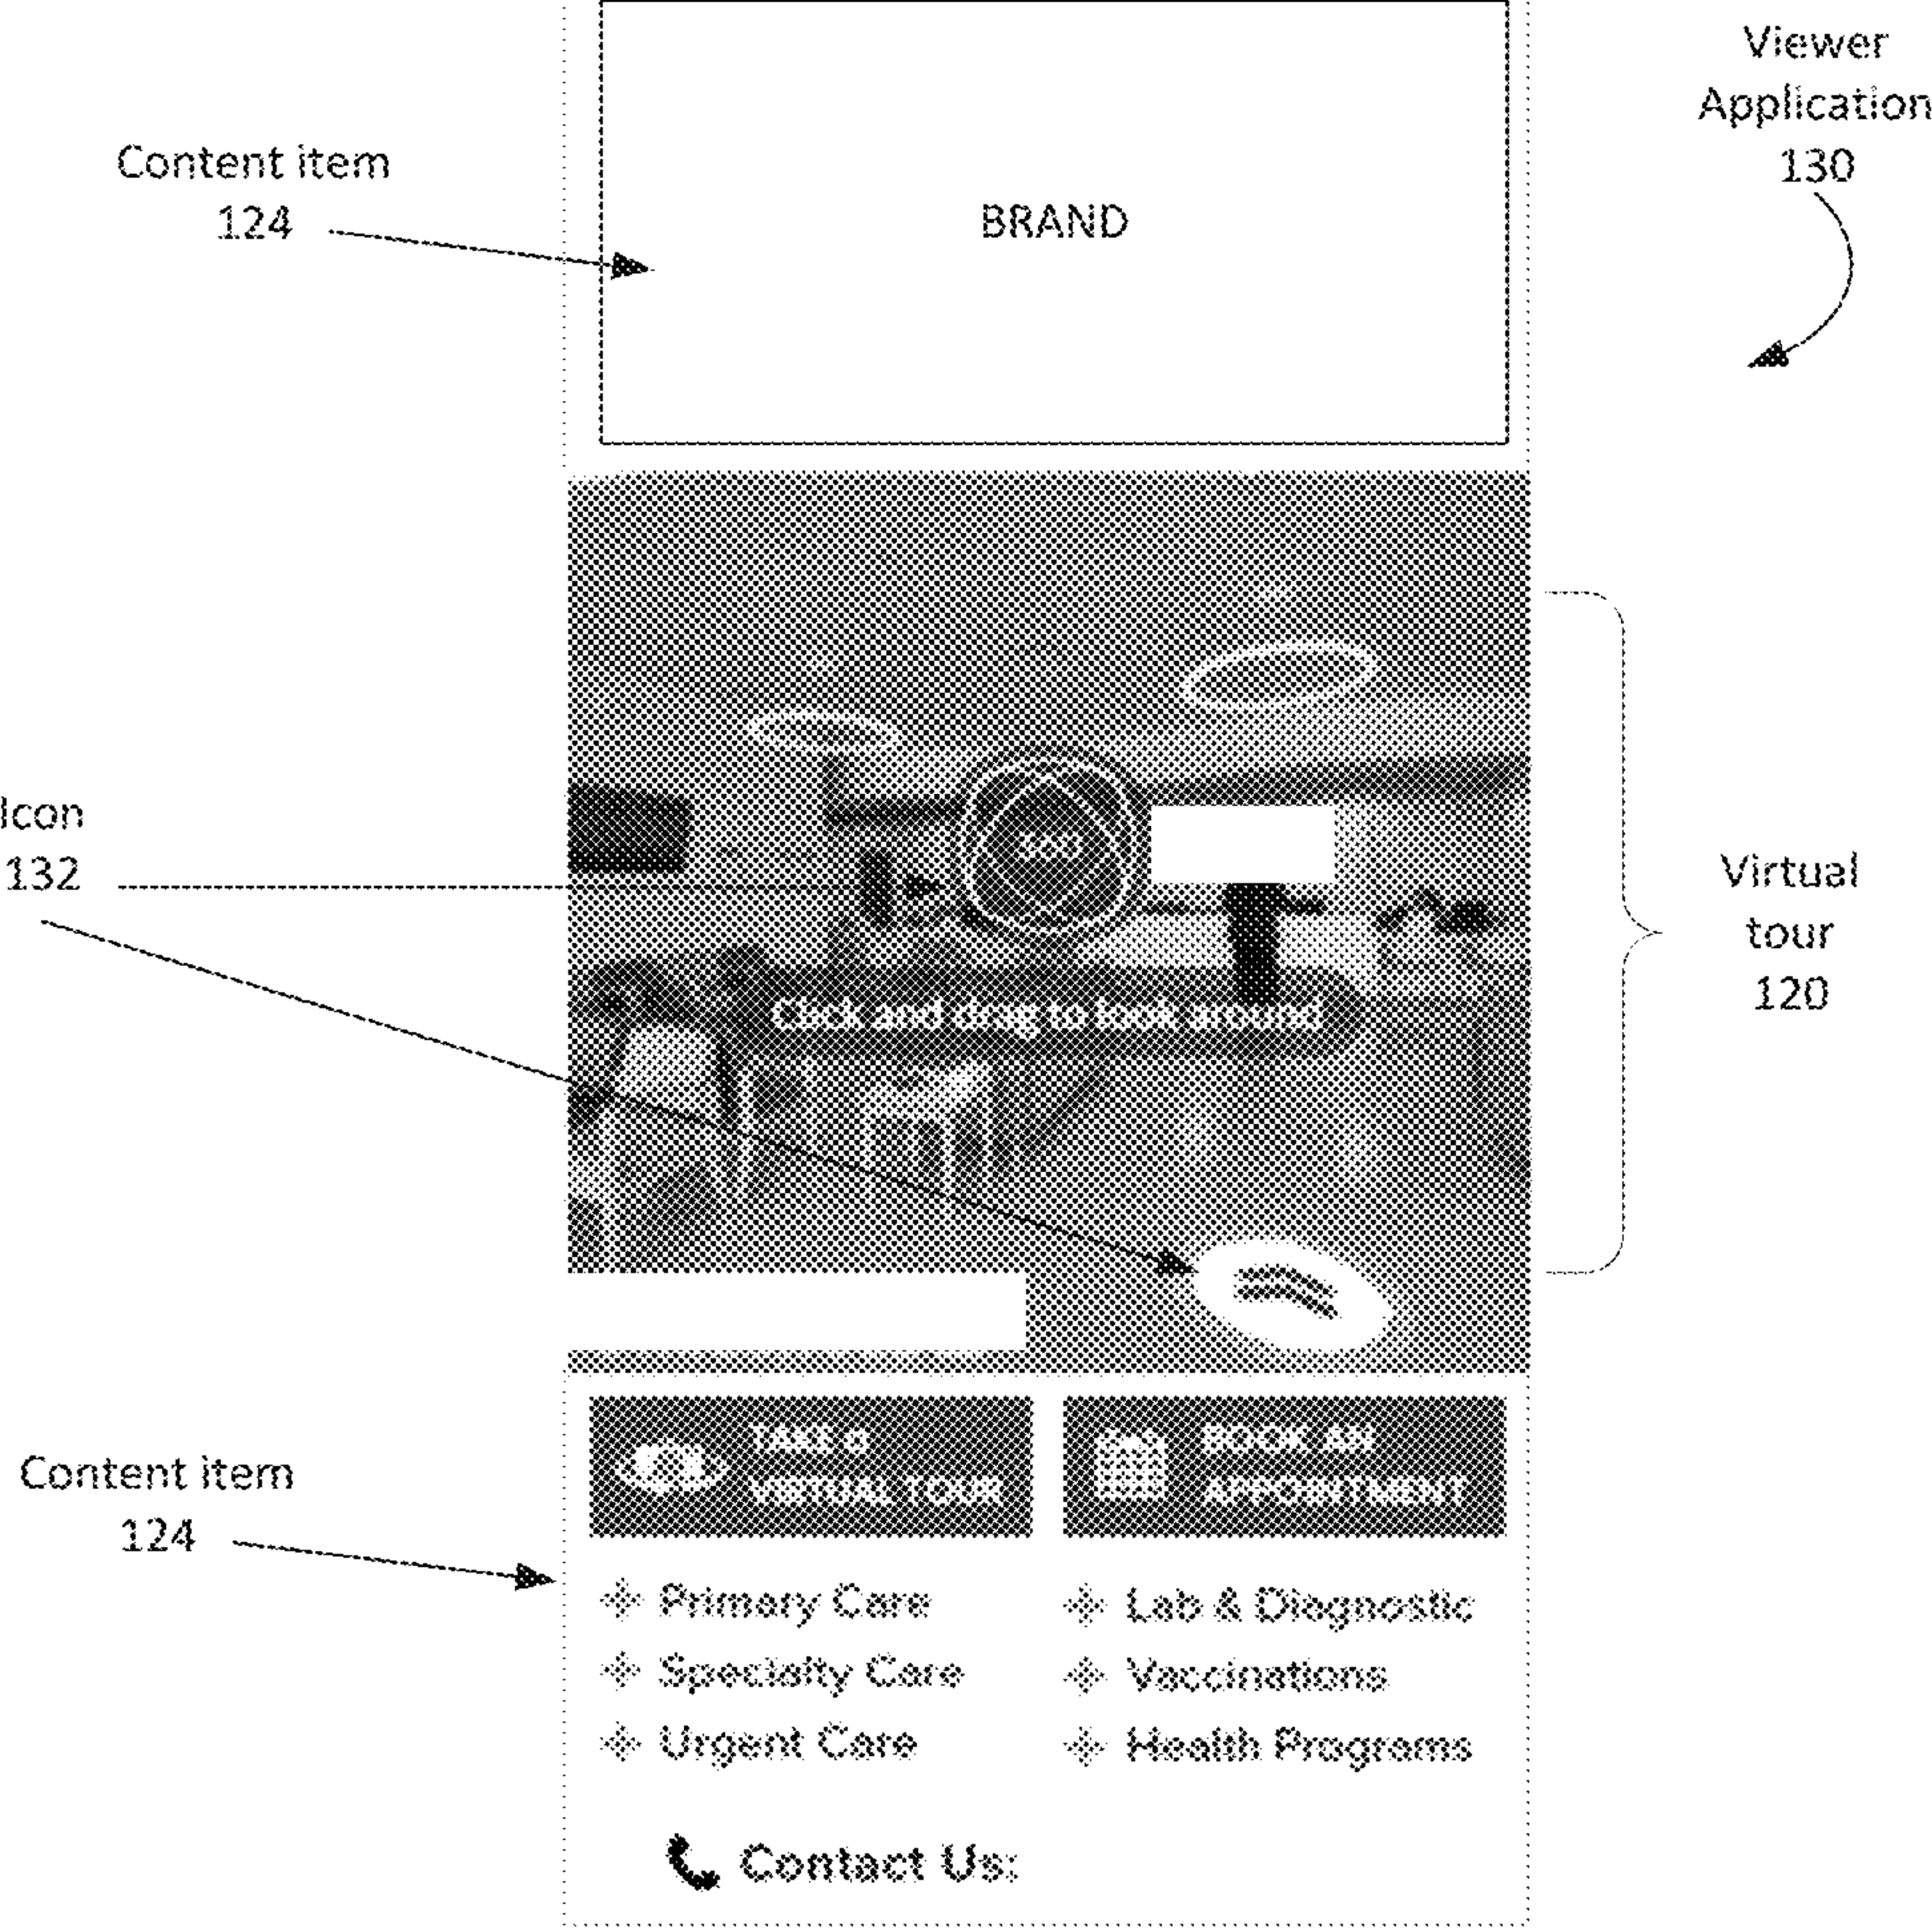 Viewer
Application
130
Content item
124
BRAND
Icon
132
360°
Virtual
tour
120
Click and drag to look around
Content item
124
TAKE a
VIRTUAL TOUR
BOOK AN
APPOINTMENT
Primary Care
Lab & Diagnostic
Specialty Care
Vaccinations
Urgent Care
Health Programs
Contact Us: